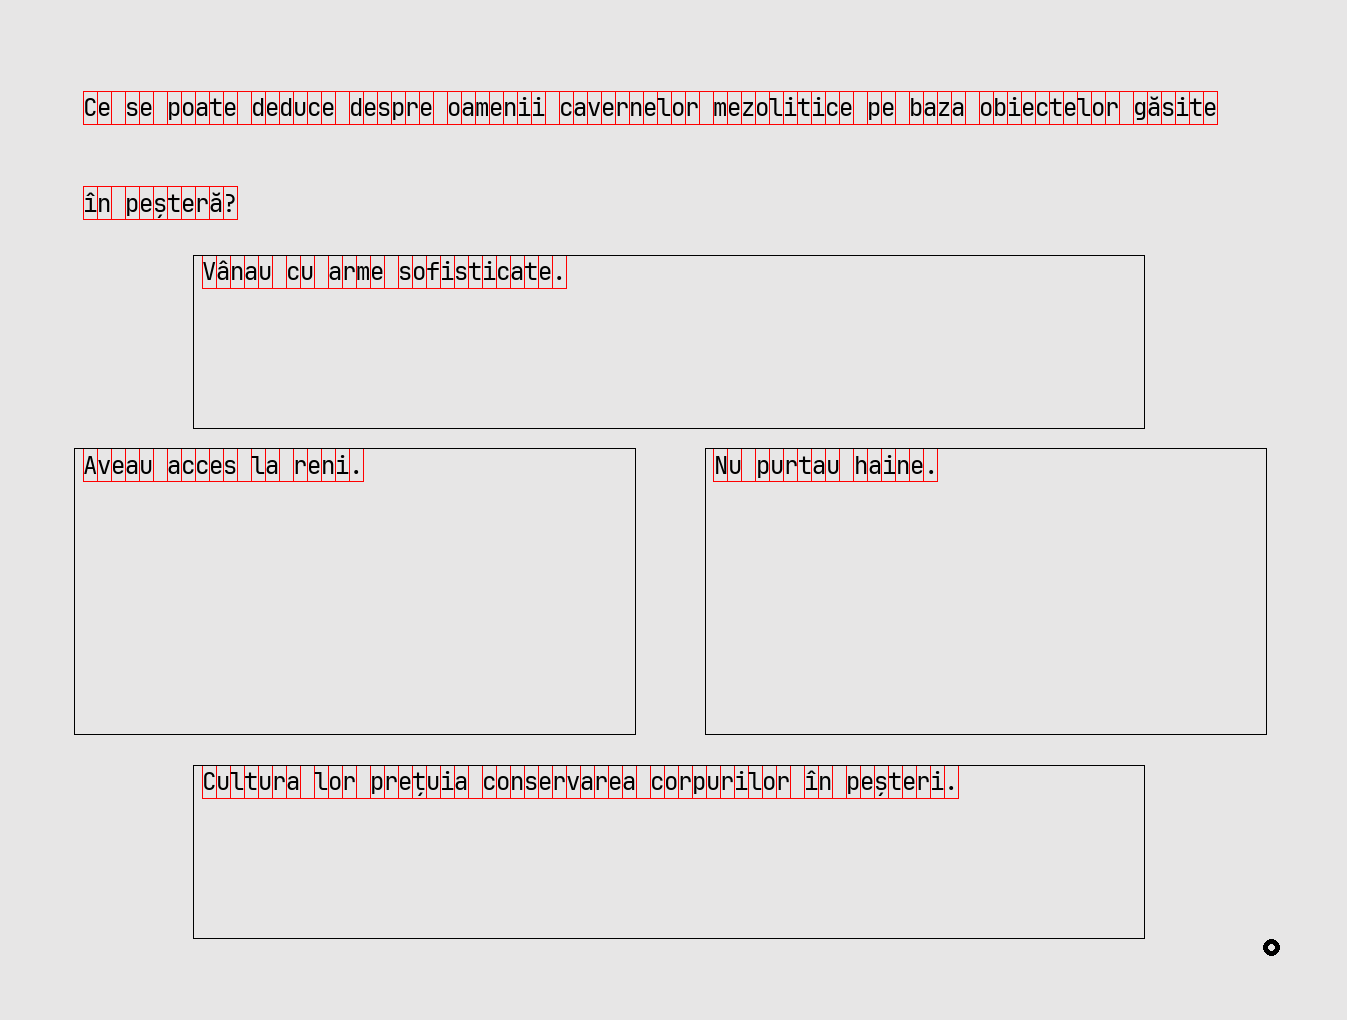 Ce se poate deduce despre oamenii cavernelor mezolitice pe baza obiectelor găsite
în peșteră?
Vânau cu arme sofisticate.
Aveau acces la reni.
Nu purtau haine.
Cultura lor prețuia conservarea corpurilor în peșteri.